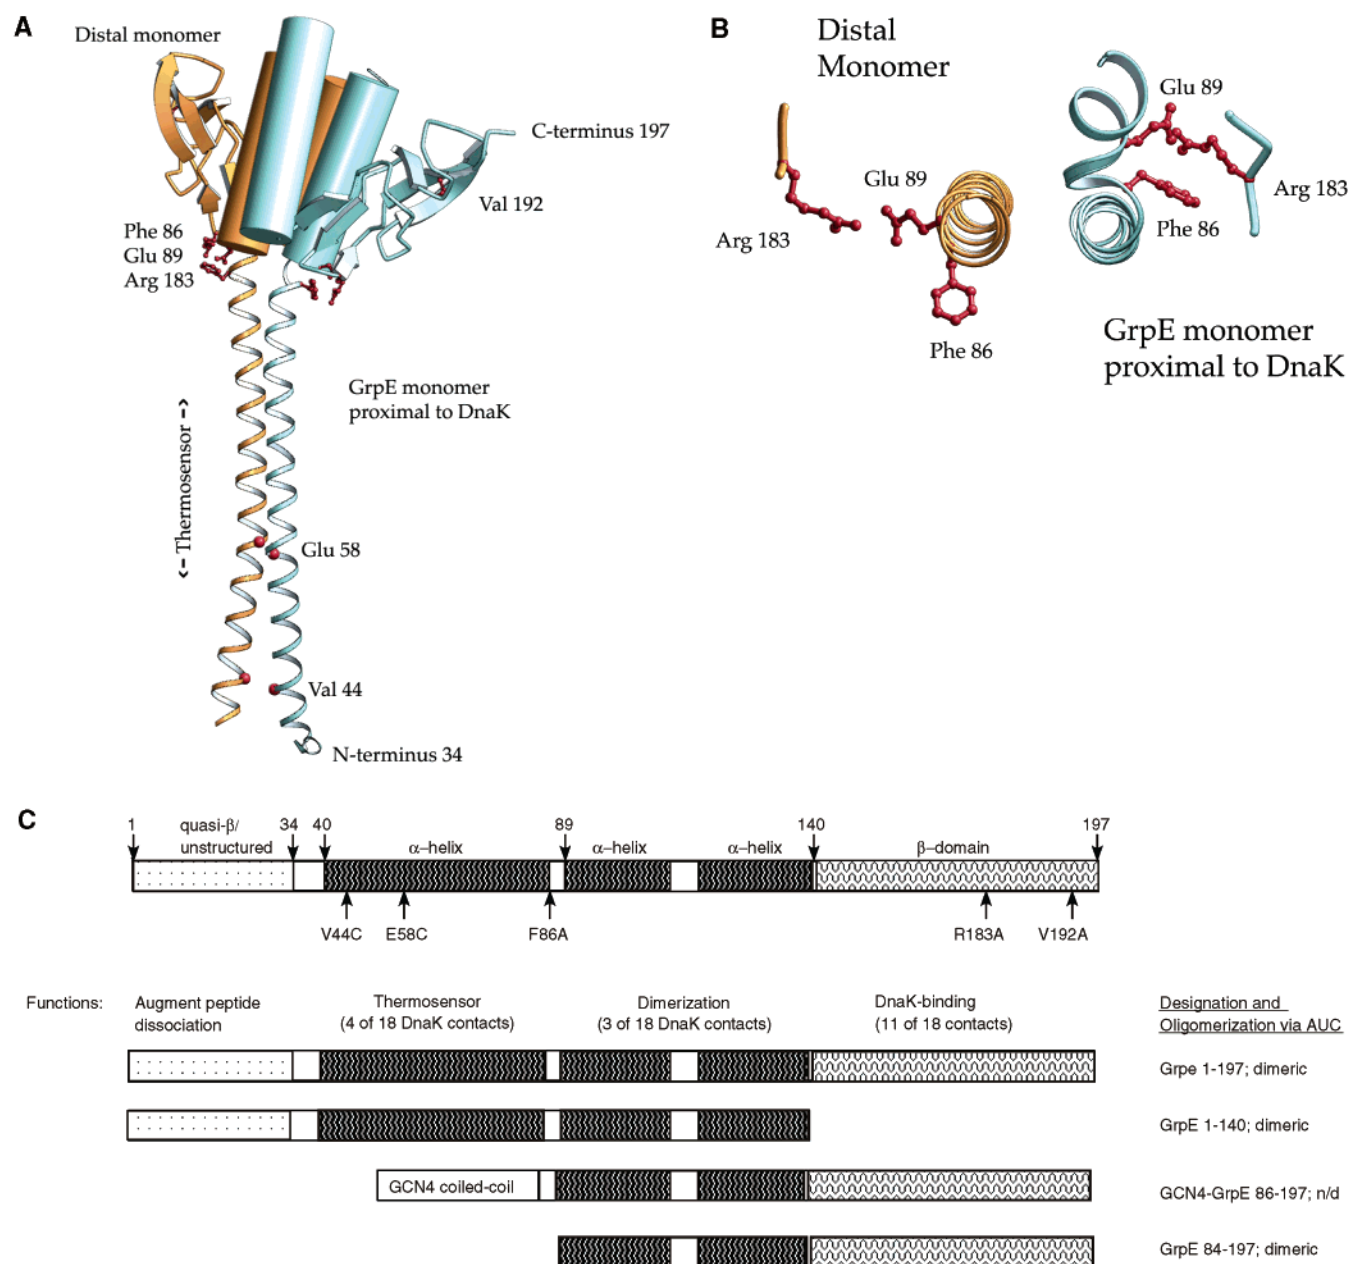 A
Distal monomer
C-terminus 197
Val 192
Phe 86
Glu 89
Arg 183
GrpE monomer
proximal to DnaK
<-- Thermosensor -->
Glu 58
Val 44
N-terminus 34
B
Distal
Monomer
Glu 89
Glu 89
Arg 183
Arg 183
Phe 86
Phe 86
GrpE monomer
proximal to DnaK
C
1 quasi-β/ 34 40 89 140 197
unstructured α-helix α-helix α-helix β-domain
V44C E58C F86A R183A V192A
Functions: Augment peptide Thermosensor Dimerization DnaK-binding Designation and
dissociation (4 of 18 DnaK contacts) (3 of 18 DnaK contacts) (11 of 18 contacts) Oligomerization via AUC
Grpe 1-197; dimeric
GrpE 1-140; dimeric
GCN4 coiled-coil GCN4-GrpE 86-197; n/d
GrpE 84-197; dimeric